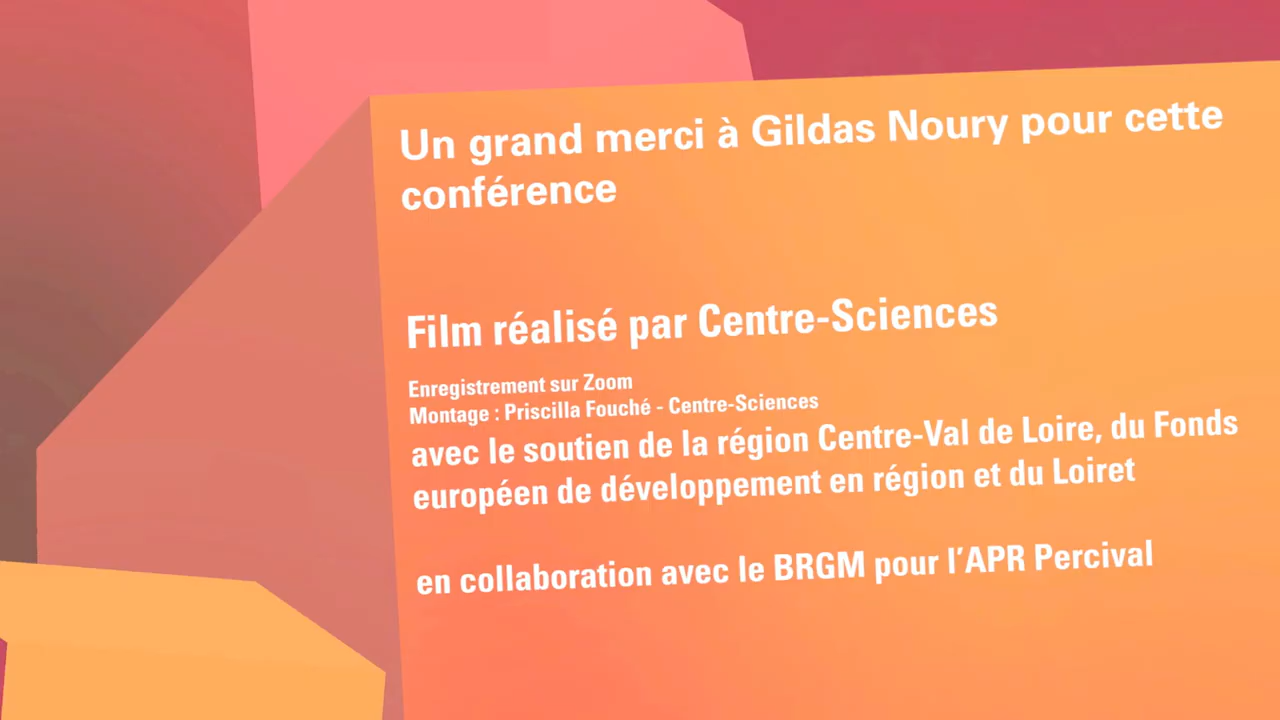 Un grand merci à Gildas Noury pour cette
conférence
Film réalisé par Centre-Sciences
Enregistrement sur Zoom
Montage : Priscilla Fouché - Centre-Sciences
avec le soutien de la région Centre-Val de Loire, du Fonds
européen de développement en région et du Loiret
en collaboration avec le BRGM pour l’APR Percival